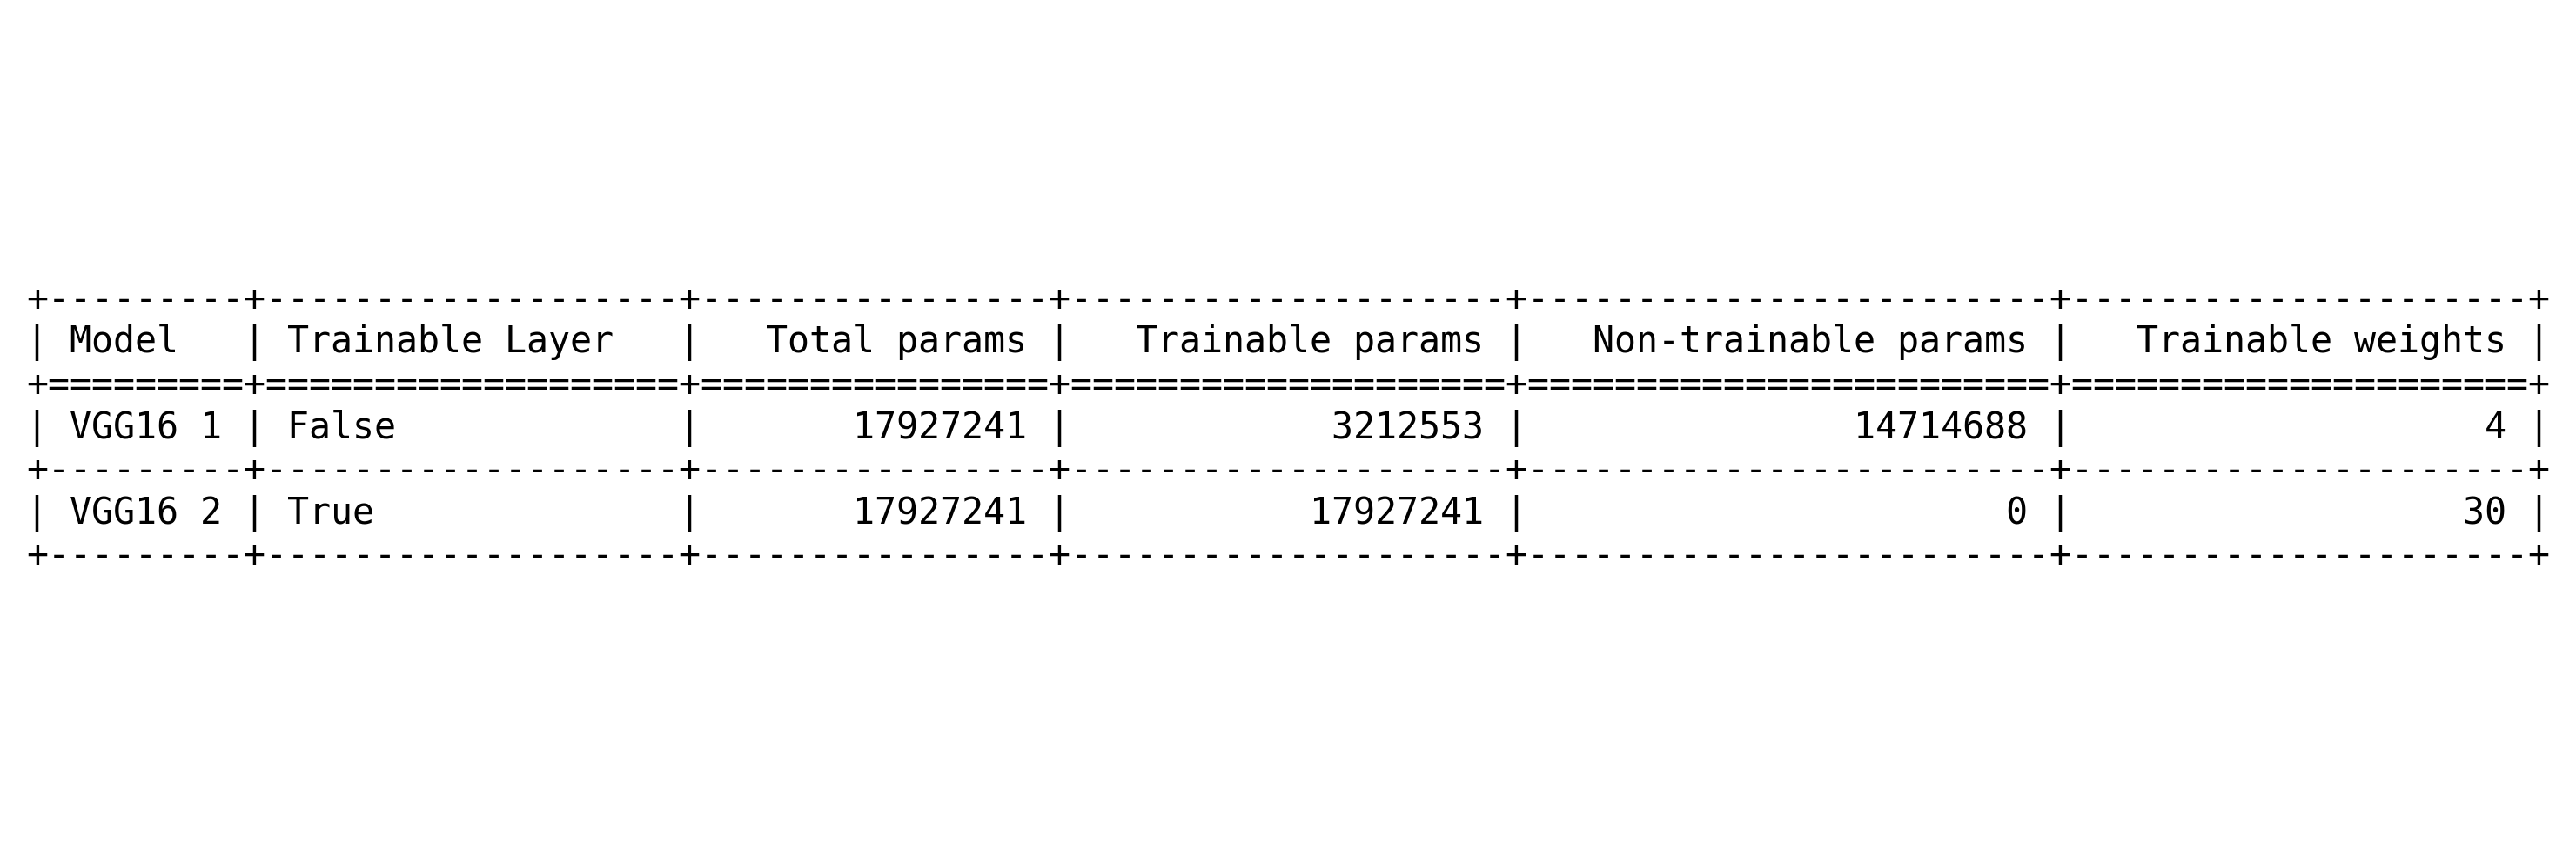 +---------+-------------------+----------------+--------------------+------------------------+---------------------+
| Model   | Trainable Layer   |   Total params |   Trainable params |   Non-trainable params |   Trainable weights |
+=========+===================+================+====================+========================+=====================+
| VGG16 1 | False             |       17927241 |            3212553 |               14714688 |                   4 |
+---------+-------------------+----------------+--------------------+------------------------+---------------------+
| VGG16 2 | True              |       17927241 |           17927241 |                      0 |                  30 |
+---------+-------------------+----------------+--------------------+------------------------+---------------------+